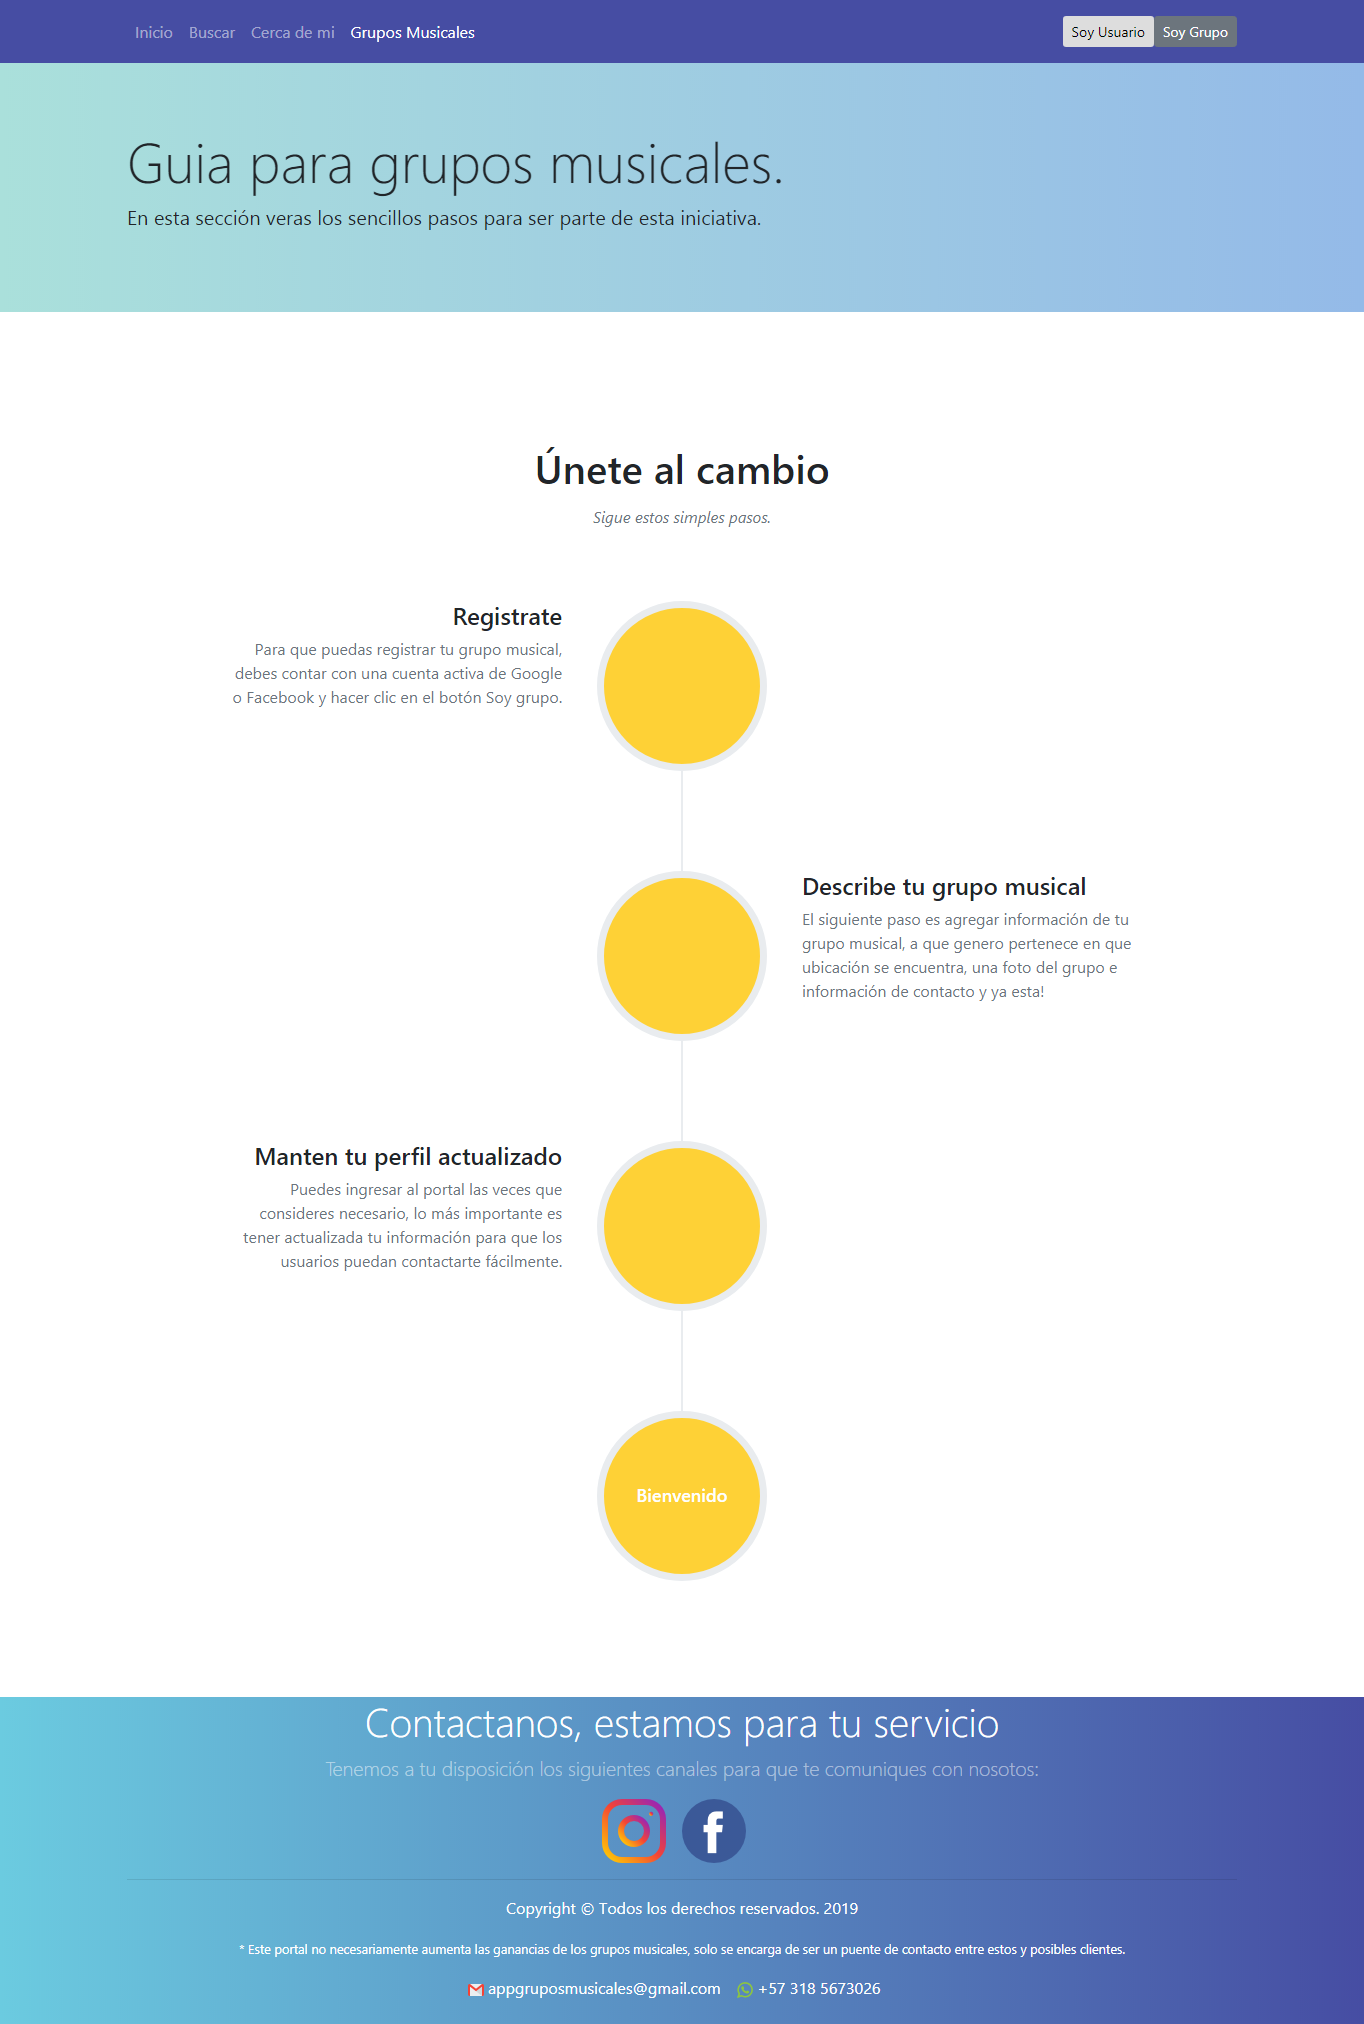 Inicio Buscar Cerca de mi Grupos Musicales Soy Usuario Soy Grupo
Guia para grupos musicales.
En esta sección veras los sencillos pasos para ser parte de esta iniciativa.
Únete al cambio
Sigue estos simples pasos.
Registrate
Para que puedas registrar tu grupo musical,
debes contar con una cuenta activa de Google
o Facebook y hacer clic en el botón Soy grupo.
Describe tu grupo musical
El siguiente paso es agregar información de tu
grupo musical, a que genero pertenece en que
ubicación se encuentra, una foto del grupo e
información de contacto y ya esta!
Manten tu perfil actualizado
Puedes ingresar al portal las veces que
consideres necesario, lo más importante es
tener actualizada tu información para que los
usuarios puedan contactarte fácilmente.
Bienvenido
Contactanos, estamos para tu servicio
Tenemos a tu disposición los siguientes canales para que te comuniques con nosotos:
Copyright © Todos los derechos reservados. 2019
* Este portal no necesariamente aumenta las ganancias de los grupos musicales, solo se encarga de ser un puente de contacto entre estos y posibles clientes.
appgruposmusicales@gmail.com +57 318 5673026